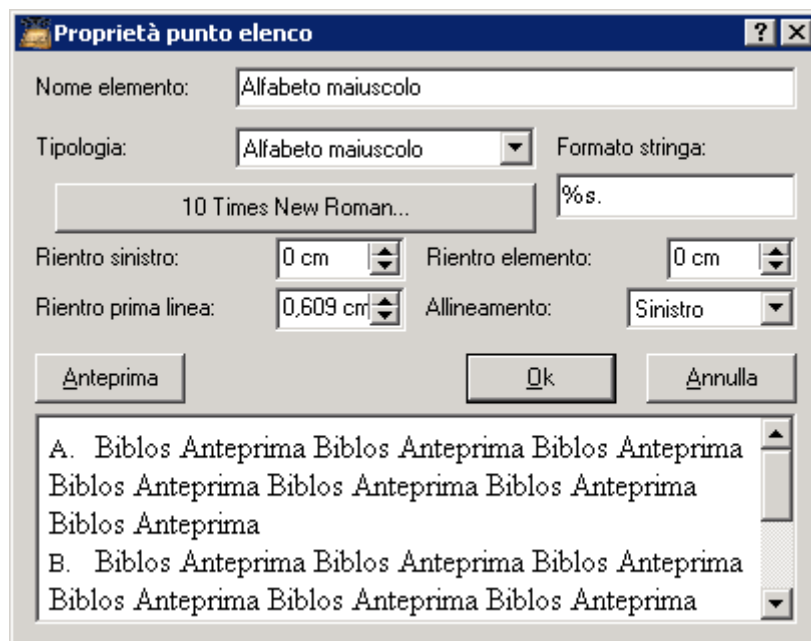 Proprietà punto elenco
Nome elemento: Alfabeto maiuscolo
Tipologia: Alfabeto maiuscolo Formato stringa:
10 Times New Roman... %s.
Rientro sinistro: 0 cm Rientro elemento: 0 cm
Rientro prima linea: 0,609 cm Allineamento: Sinistro
Anteprima Ok Annulla
A. Biblos Anteprima Biblos Anteprima Biblos Anteprima
Biblos Anteprima Biblos Anteprima Biblos Anteprima
Biblos Anteprima
B. Biblos Anteprima Biblos Anteprima Biblos Anteprima
Biblos Anteprima Biblos Anteprima Biblos Anteprima